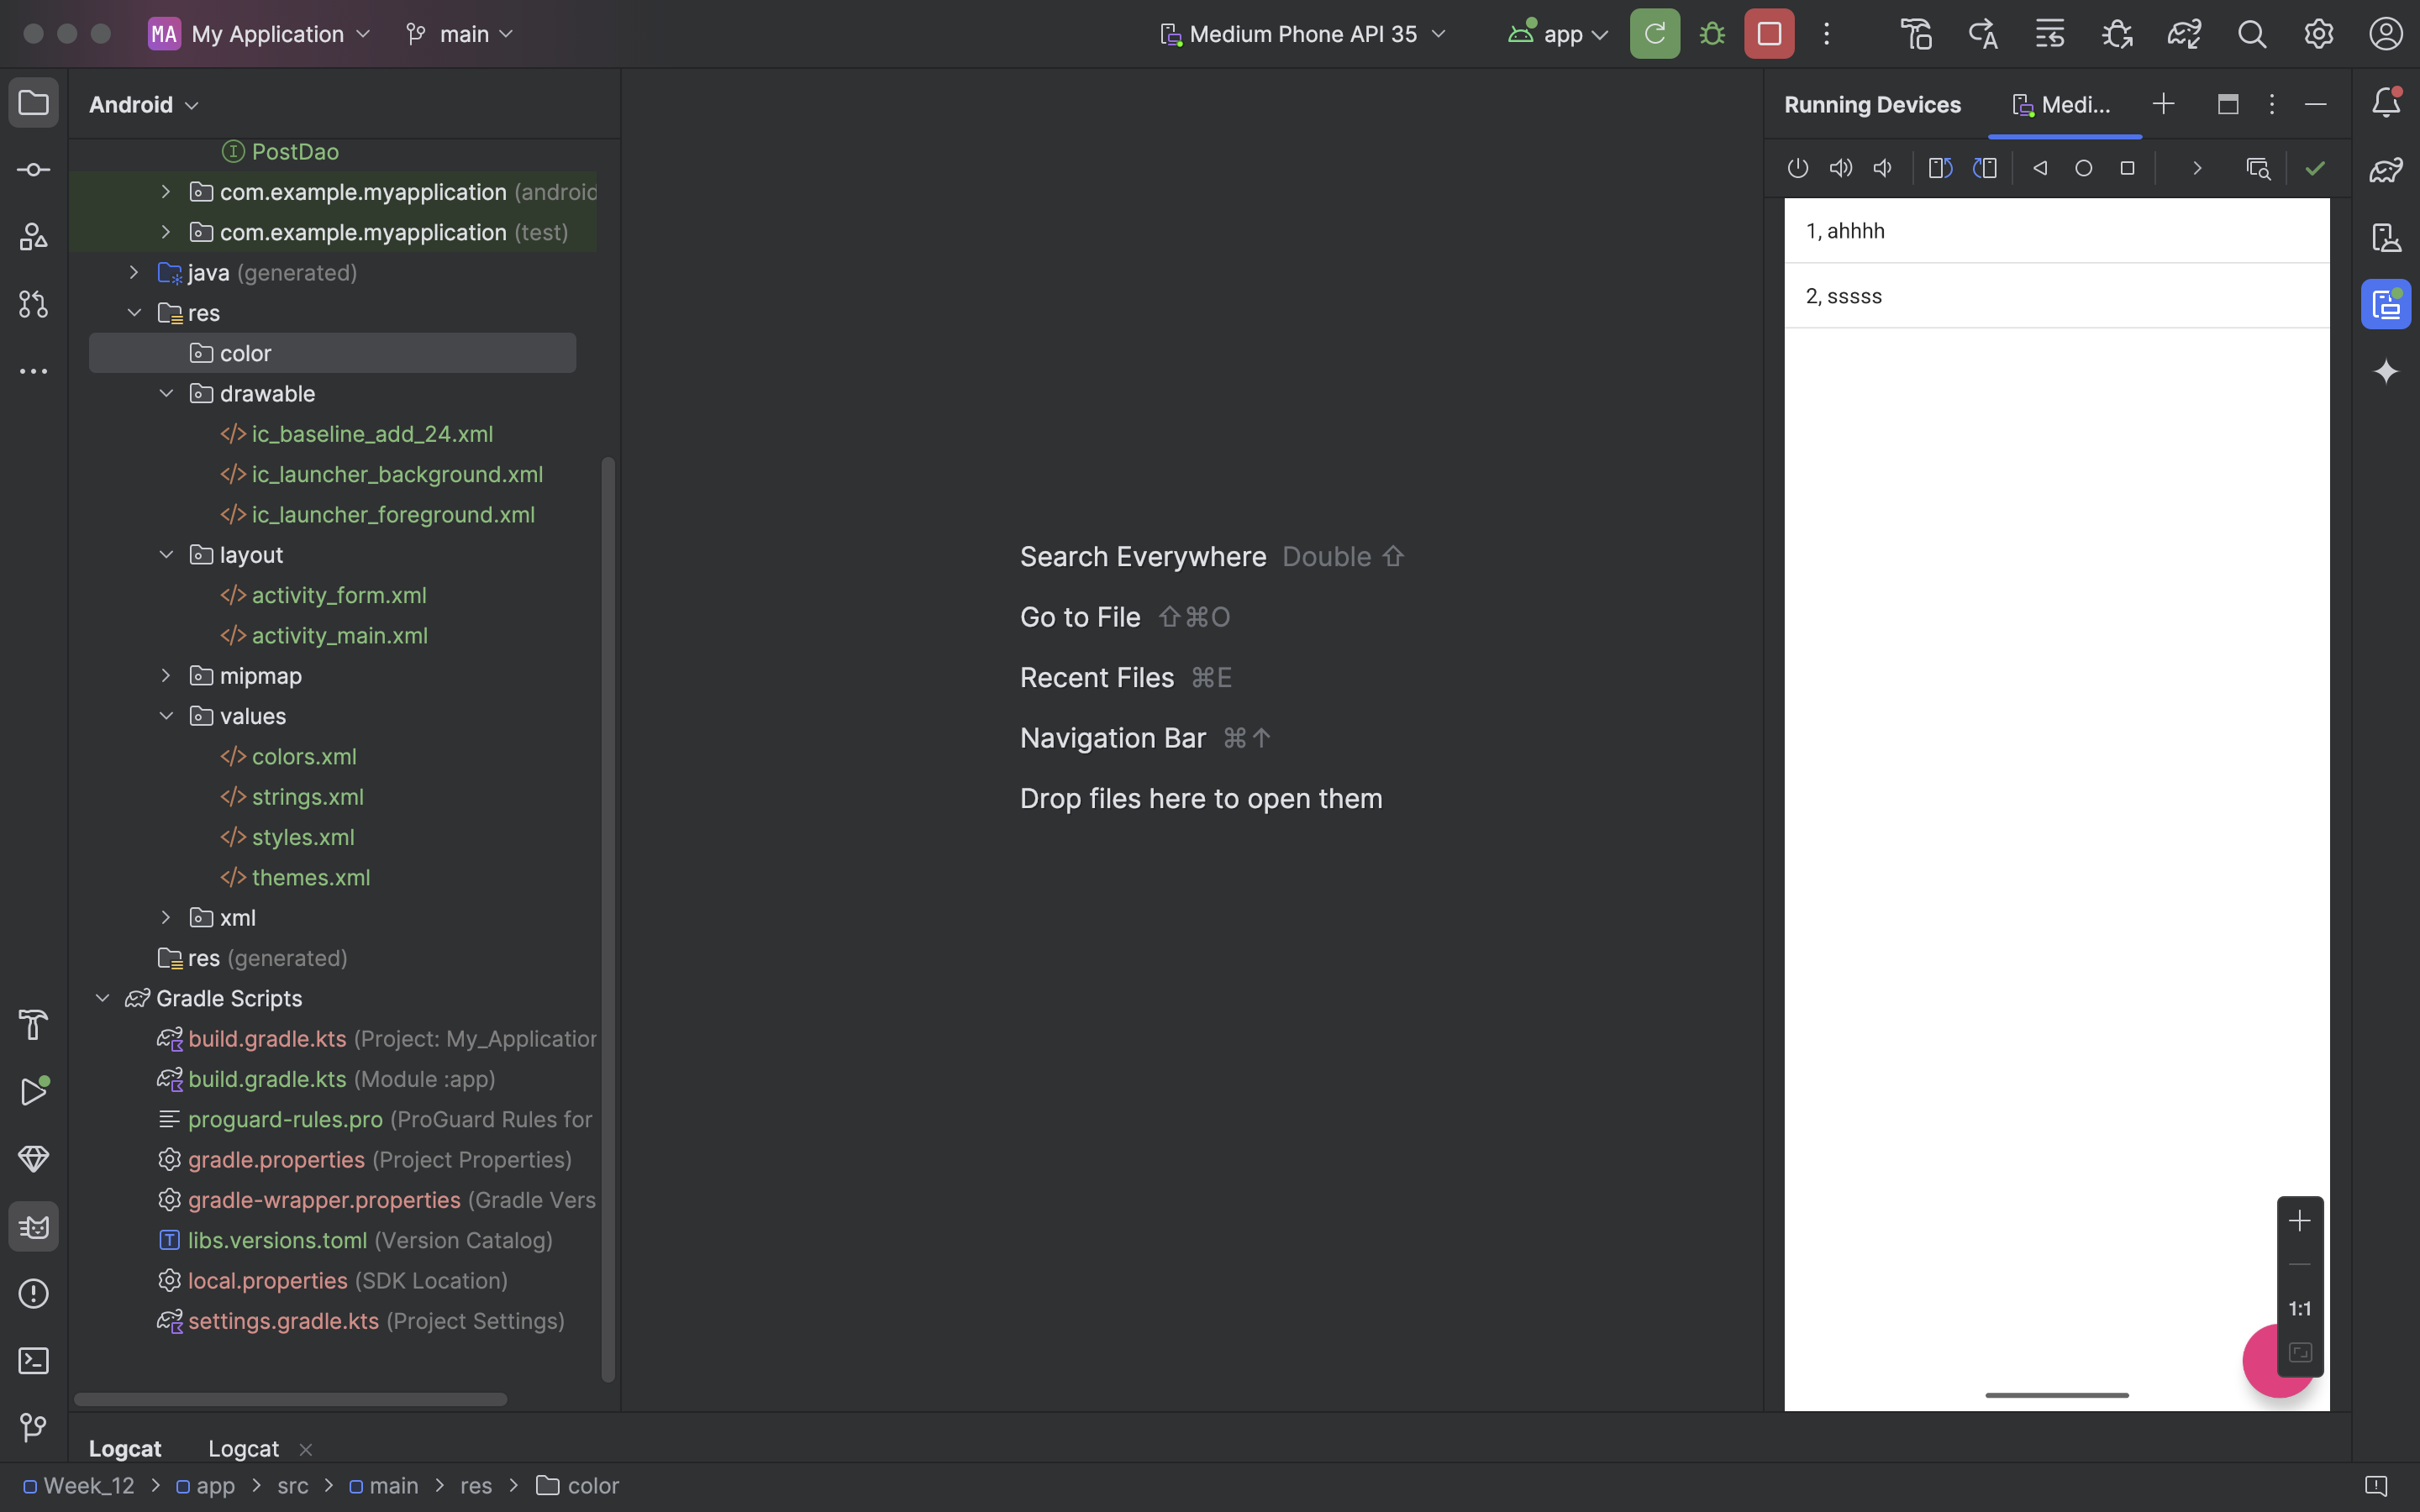 MA My Application main Medium Phone API 35 app
Android
PostDao
com.example.myapplication (android
com.example.myapplication (test)
java (generated)
res
color
drawable
ic_baseline_add_24.xml
ic_launcher_background.xml
ic_launcher_foreground.xml
layout
activity_form.xml
activity_main.xml
mipmap
values
colors.xml
strings.xml
styles.xml
themes.xml
xml
res (generated)
Gradle Scripts
build.gradle.kts (Project: My_Application
build.gradle.kts (Module :app)
proguard-rules.pro (ProGuard Rules for
gradle.properties (Project Properties)
gradle-wrapper.properties (Gradle Vers
libs.versions.toml (Version Catalog)
local.properties (SDK Location)
settings.gradle.kts (Project Settings)
Search Everywhere Double ⇧
Go to File ⇧⌘O
Recent Files ⌘E
Navigation Bar ⌘↑
Drop files here to open them
Running Devices Medi...
1, ahhhh
2, sssss
1:1
Logcat Logcat
Week_12 > app > src > main > res > color